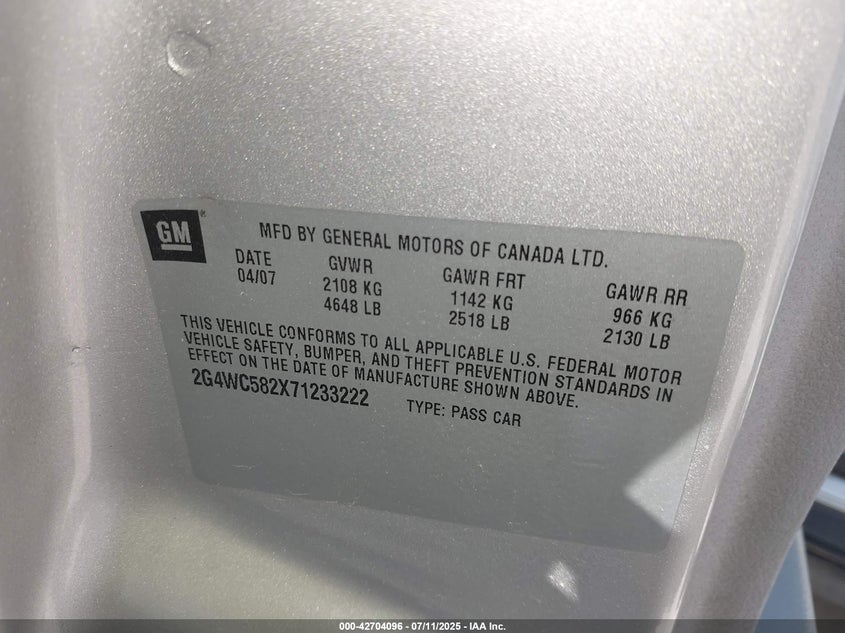 GM
MFD BY GENERAL MOTORS OF CANADA LTD.
DATE GVWR GAWR FRT GAWR RR
04/07 2108 KG 1142 KG 966 KG
4648 LB 2518 LB 2130 LB
THIS VEHICLE CONFORMS TO ALL APPLICABLE U.S. FEDERAL MOTOR
VEHICLE SAFETY, BUMPER, AND THEFT PREVENTION STANDARDS IN
EFFECT ON THE DATE OF MANUFACTURE SHOWN ABOVE.
2G4WC582X71233222 TYPE: PASS CAR
000-42704096 - 07/11/2025 - IAA Inc.